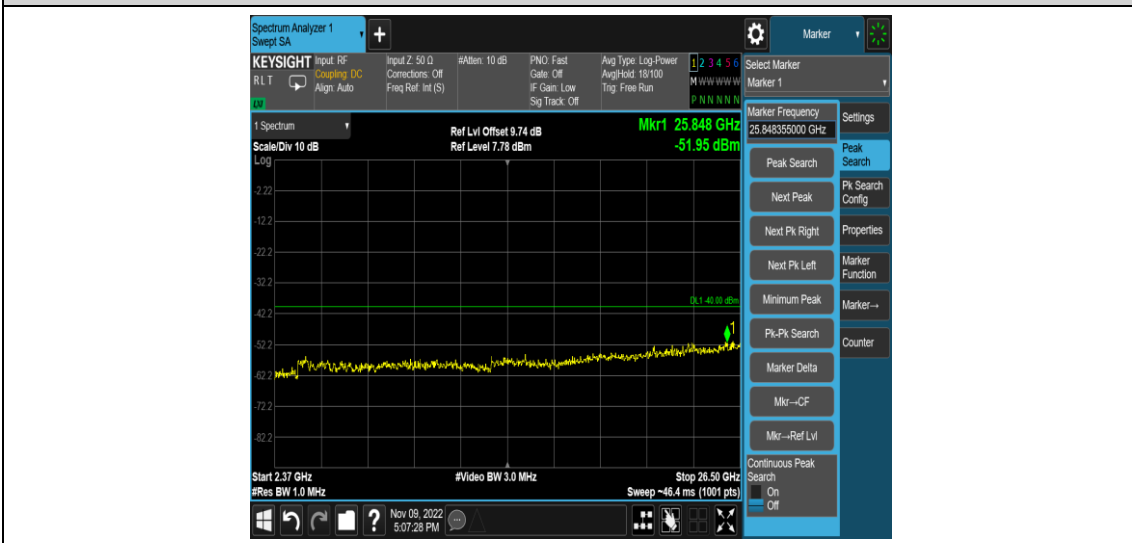 Spectrum Analyzer 1
Swept SA
+
Marker
KEYSIGHT
RLT
LV
Input: RF
Coupling: DC
Align: Auto
Input Z: 50 Ω
Corrections: Off
Freq Ref: Int (S)
#Atten: 10 dB
PNO: Fast
Gate: Off
IF Gain: Low
Sig Track: Off
Avg Type: Log-Power
Avg|Hold: 18/100
Trig: Free Run
1 2 3 4 5 6
M W W W W W
P N N N N N
Select Marker
Marker 1
1 Spectrum
Scale/Div 10 dB
Log
Ref Lvl Offset 9.74 dB
Ref Level 7.78 dBm
Mkr1 25.848 GHz
-51.95 dBm
-2.22
-12.2
-22.2
-32.2
-42.2
-52.2
-62.2
-72.2
-82.2
DL1 -40.00 dBm
1
Start 2.37 GHz
#Res BW 1.0 MHz
#Video BW 3.0 MHz
Stop 26.50 GHz
Sweep ~46.4 ms (1001 pts)
Marker Frequency
25.848355000 GHz
Peak Search
Next Peak
Next Pk Right
Next Pk Left
Minimum Peak
Pk-Pk Search
Marker Delta
Mkr→CF
Mkr→Ref Lvl
Continuous Peak
Search
On
Off
Settings
Peak
Search
Pk Search
Config
Properties
Marker
Function
Marker→
Counter
?
Nov 09, 2022
5:07:28 PM